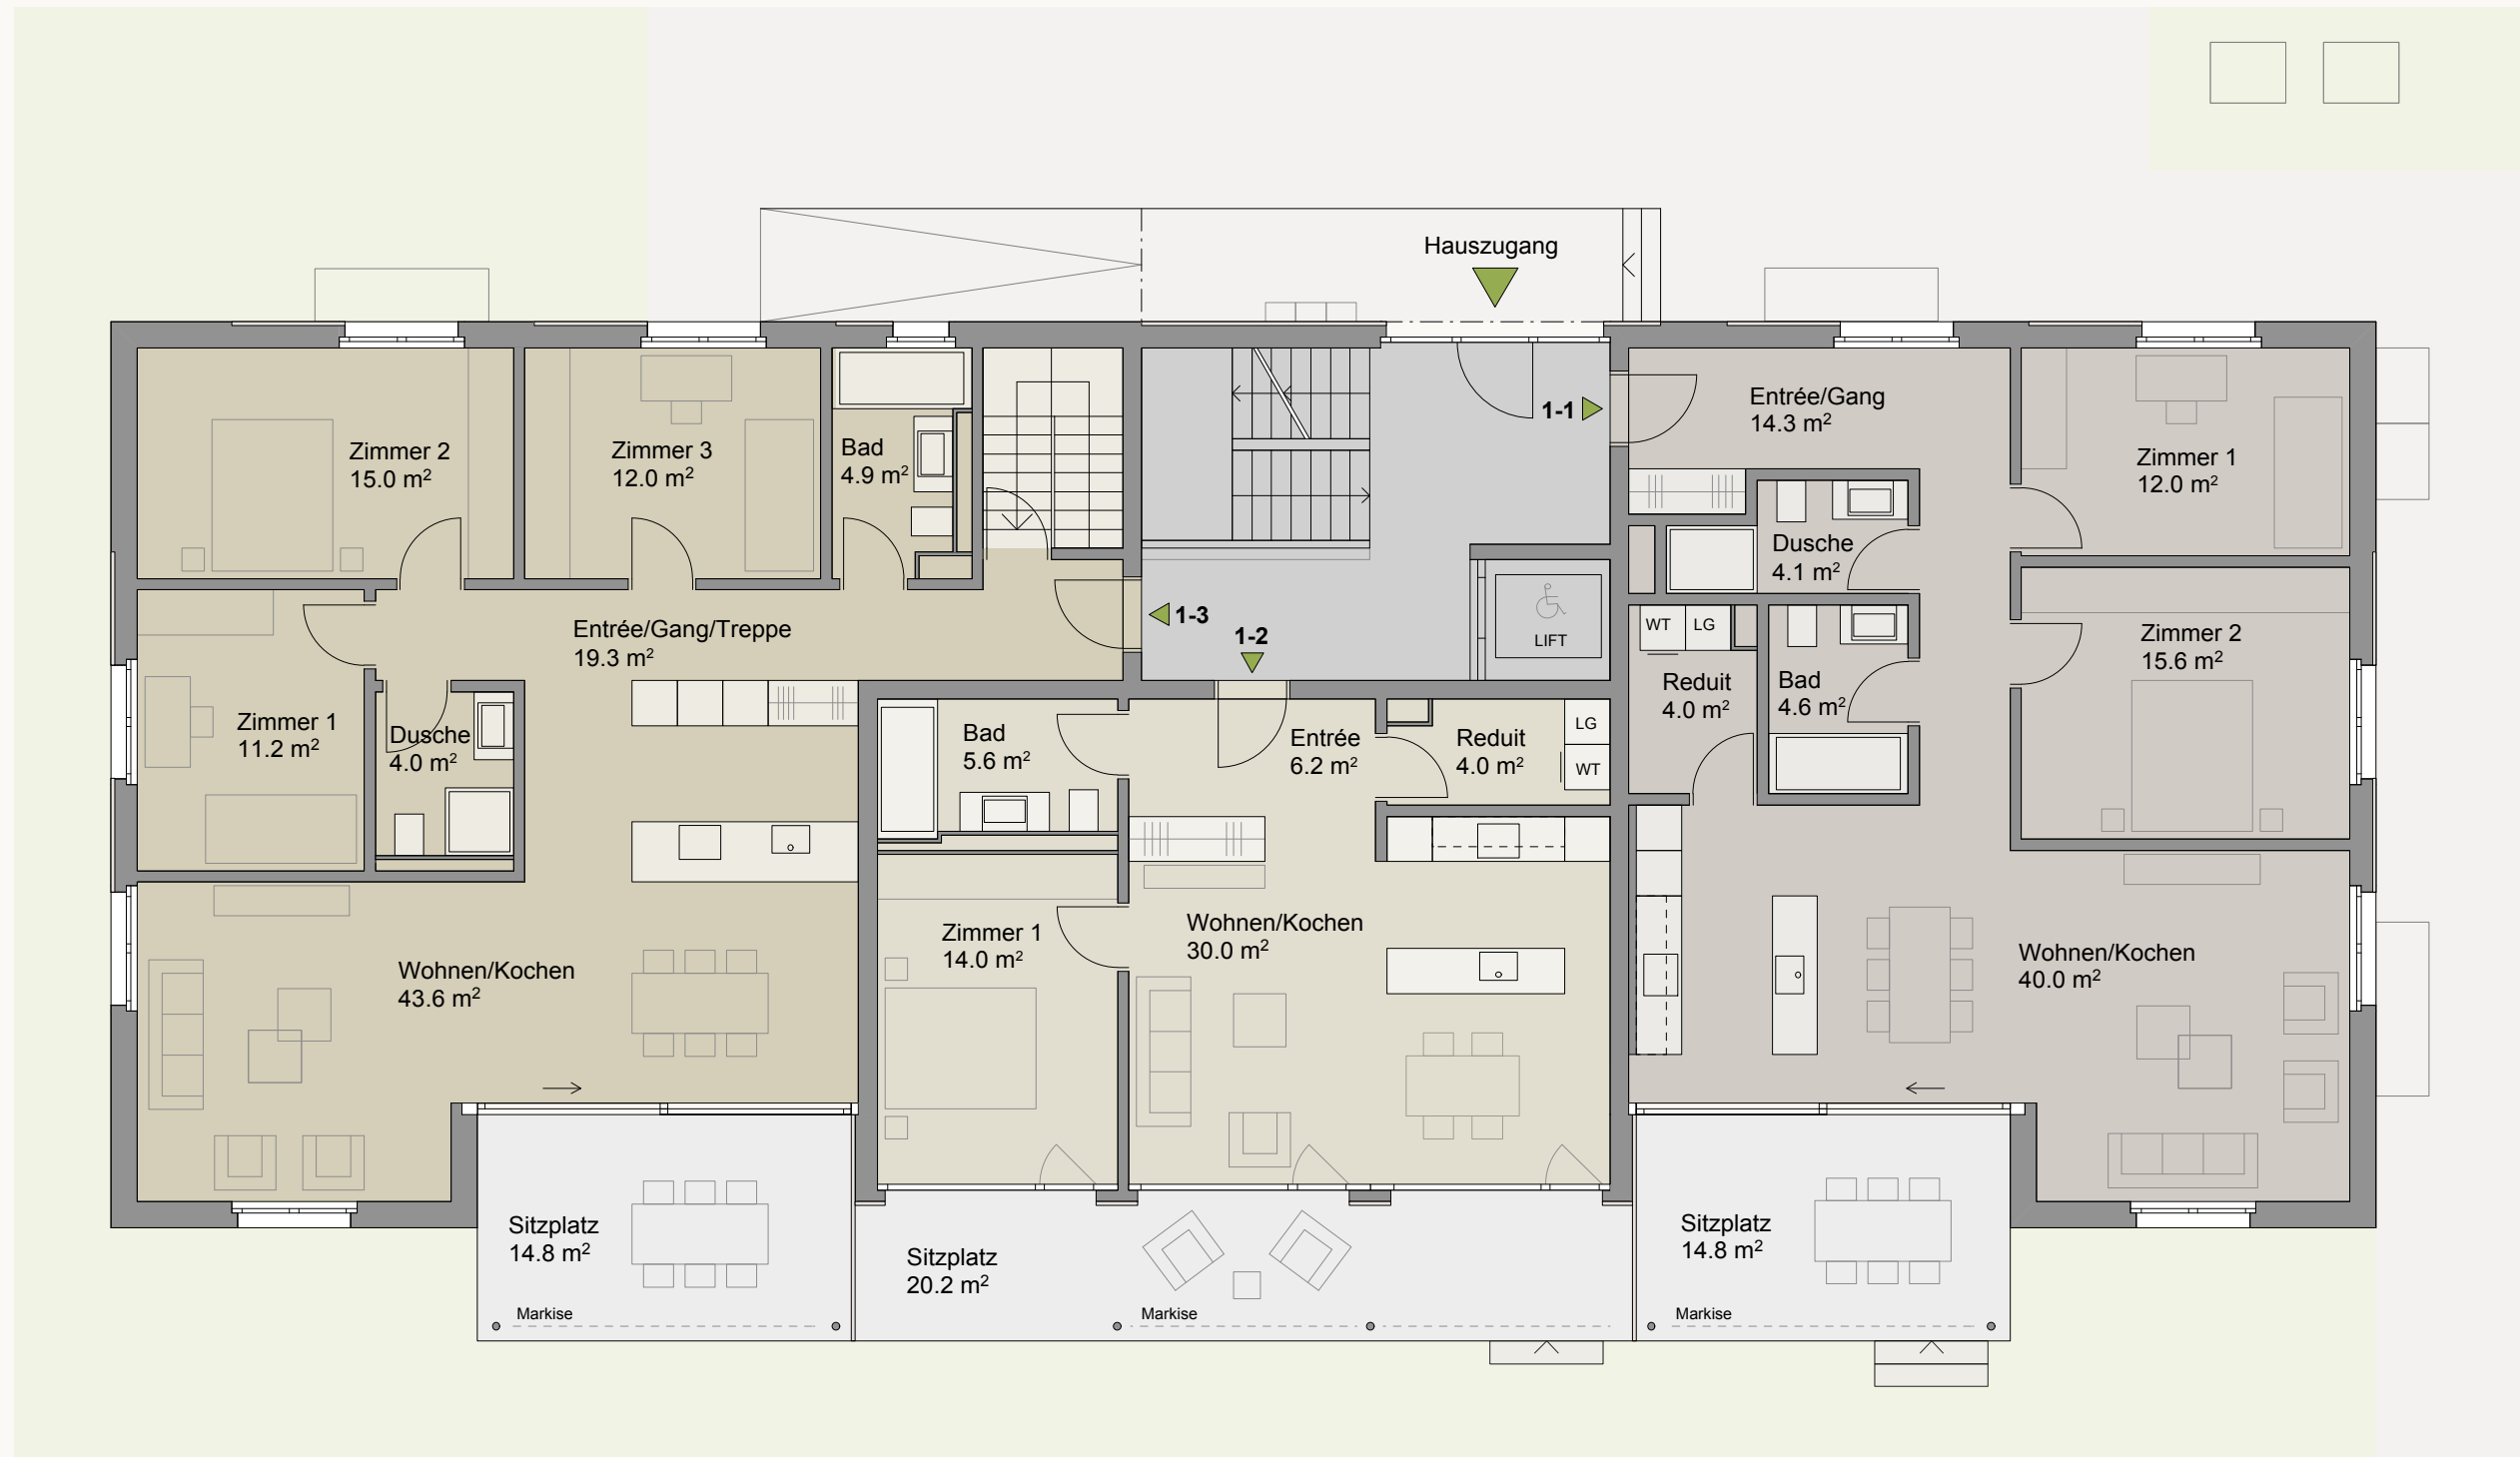 Hauszugang
Zimmer 2
15.0 m²
Zimmer 3
12.0 m²
Bad
4.9 m²
1-1
Entrée/Gang
14.3 m²
Zimmer 1
12.0 m²
Dusche
4.1 m²
Entrée/Gang/Treppe
19.3 m²
1-3
1-2
LIFT
WT
LG
Zimmer 2
15.6 m²
Reduit
4.0 m²
Bad
4.6 m²
Zimmer 1
11.2 m²
Dusche
4.0 m²
Bad
5.6 m²
Entrée
6.2 m²
Reduit
4.0 m²
LG
WT
Wohnen/Kochen
43.6 m²
Zimmer 1
14.0 m²
Wohnen/Kochen
30.0 m²
Wohnen/Kochen
40.0 m²
Sitzplatz
14.8 m²
Sitzplatz
20.2 m²
Sitzplatz
14.8 m²
Markise
Markise
Markise